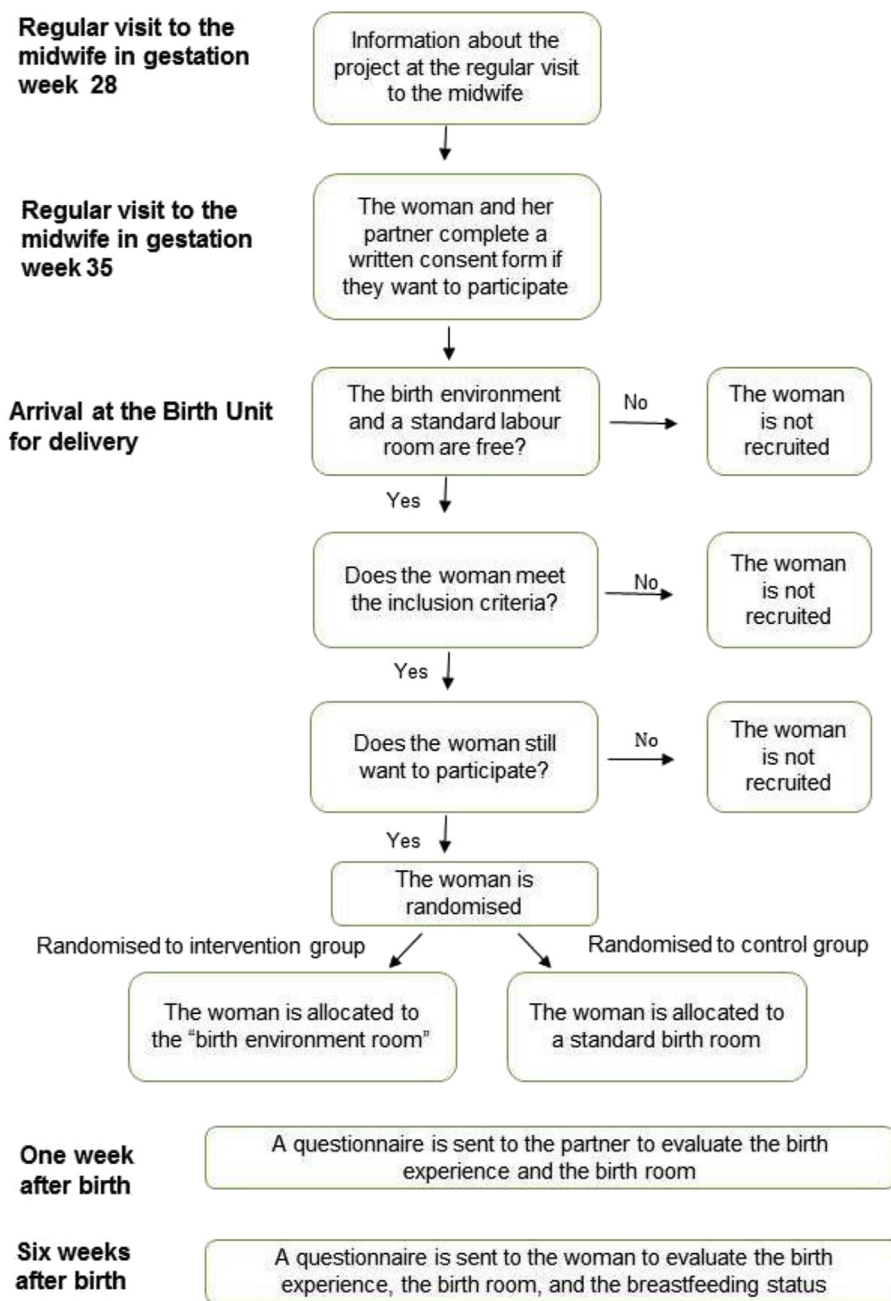 Regular visit to the
midwife in gestation
week 28
Information about the
project at the regular visit
to the midwife
Regular visit to the
midwife in gestation
week 35
The woman and her
partner complete a
written consent form if
they want to participate
Arrival at the Birth Unit
for delivery
The birth environment
and a standard labour
room are free?
No
The woman
is not
recruited
Yes
Does the woman meet
the inclusion criteria?
No
The woman
is not
recruited
Yes
Does the woman still
want to participate?
No
The woman
is not
recruited
Yes
The woman is
randomised
Randomised to intervention group
Randomised to control group
The woman is allocated to
the “birth environment room”
The woman is allocated to
a standard birth room
One week
after birth
A questionnaire is sent to the partner to evaluate the birth
experience and the birth room
Six weeks
after birth
A questionnaire is sent to the woman to evaluate the birth
experience, the birth room, and the breastfeeding status